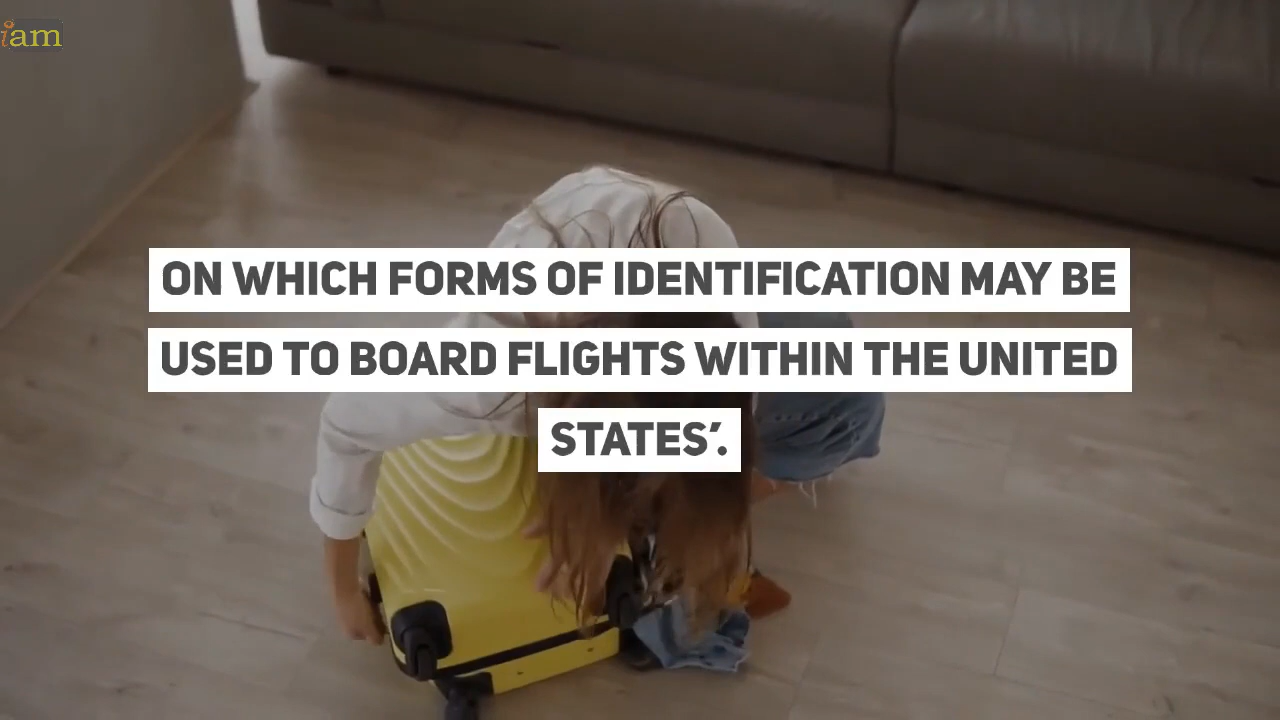 iam
ON WHICH FORMS OF IDENTIFICATION MAY BE
USED TO BOARD FLIGHTS WITHIN THE UNITED
STATES’.